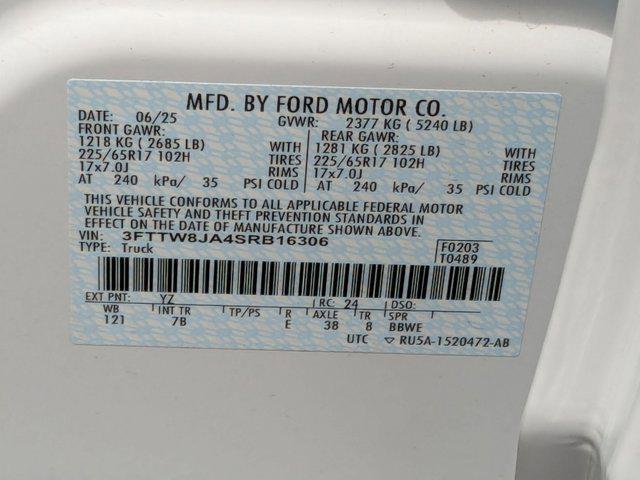 MFD. BY FORD MOTOR CO.
DATE: 06/25 GVWR: 2377 KG ( 5240 LB)
FRONT GAWR: REAR GAWR:
1218 KG ( 2685 LB) WITH 1281 KG ( 2825 LB) WITH
225/65R17 102H TIRES 225/65R17 102H TIRES
17x7.0J RIMS 17x7.0J RIMS
AT 240 kPa/ 35 PSI COLD AT 240 kPa/ 35 PSI COLD
THIS VEHICLE CONFORMS TO ALL APPLICABLE FEDERAL MOTOR
VEHICLE SAFETY AND THEFT PREVENTION STANDARDS IN
EFFECT ON THE DATE OF MANUFACTURE SHOWN ABOVE.
VIN: 3FTTW8JA4SRB16306 F0203
TYPE: Truck T0489
EXT PNT: YZ RC: 24 DSO:
WB INT TR TP/PS R AXLE TR SPR
121 7B E 38 8 BBWE
UTC ▽ RU5A-1520472-AB